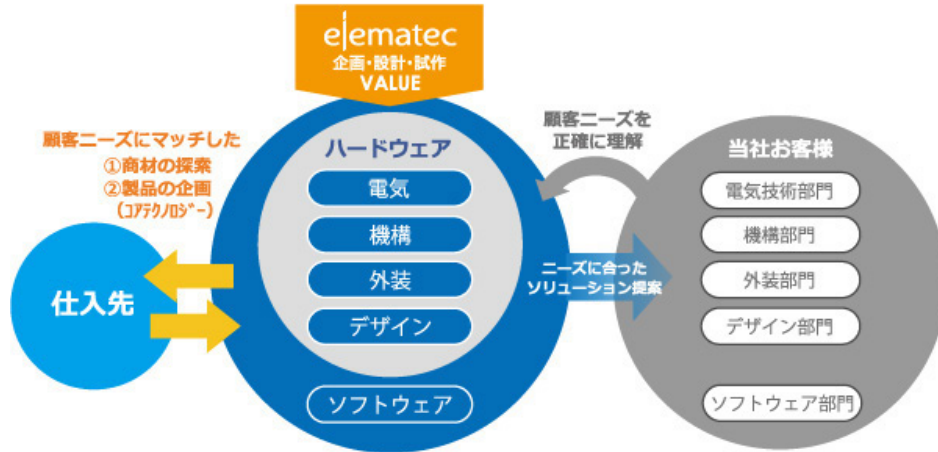 elematec
企画・設計・試作
VALUE
顧客ニーズにマッチした
①商材の探索
②製品の企画
(コアテクノロジー)
仕入先
ハードウェア
電気
機構
外装
デザイン
ソフトウェア
顧客ニーズを
正確に理解
ニーズに合った
ソリューション提案
当社お客様
電気技術部門
機構部門
外装部門
デザイン部門
ソフトウェア部門